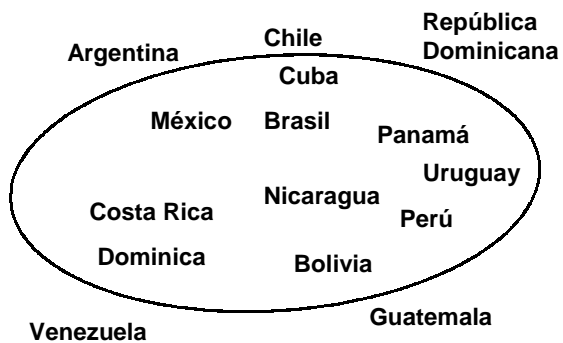 República
Dominicana
Chile
Argentina
Cuba
México
Brasil
Panamá
Uruguay
Nicaragua
Costa Rica
Perú
Dominica
Bolivia
Guatemala
Venezuela